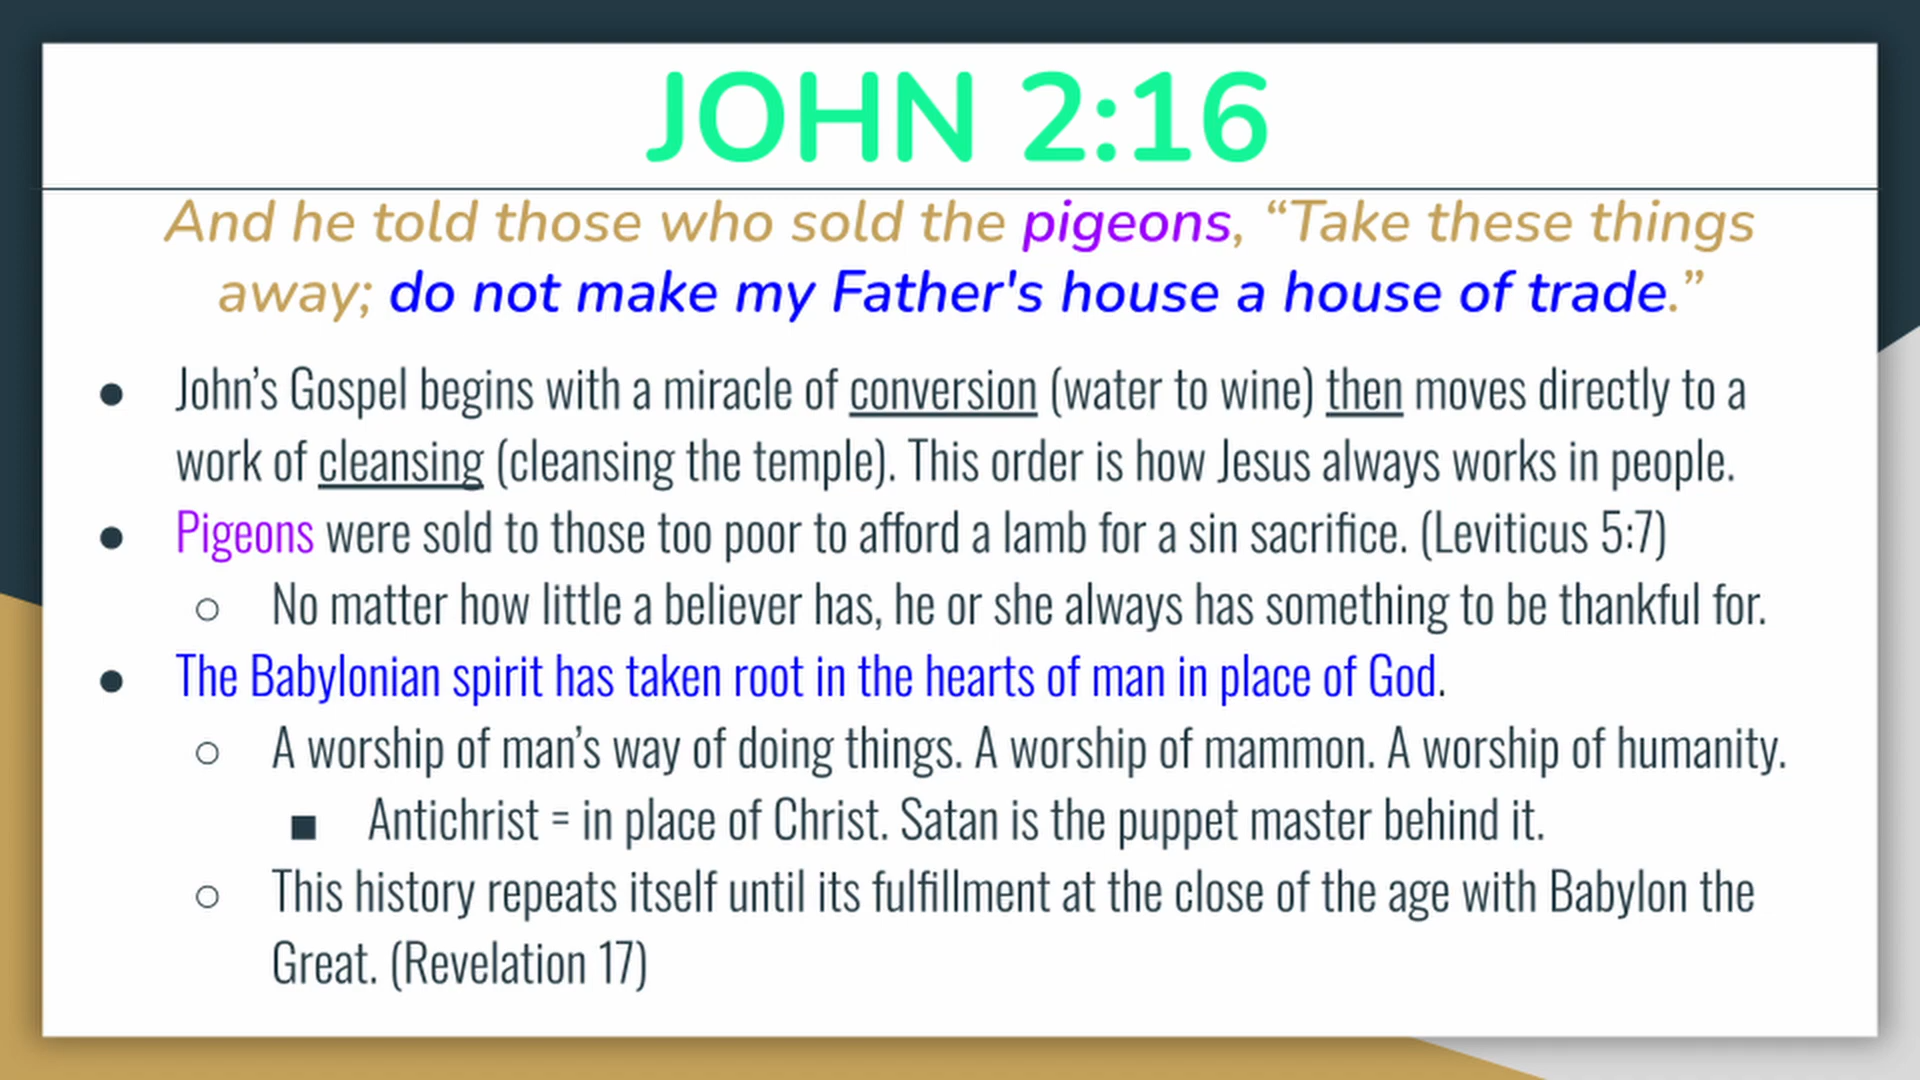 JOHN 2:16
And he told those who sold the pigeons, “Take these things
away; do not make my Father's house a house of trade.”
● John’s Gospel begins with a miracle of conversion (water to wine) then moves directly to a
work of cleansing (cleansing the temple). This order is how Jesus always works in people.
● Pigeons were sold to those too poor to afford a lamb for a sin sacrifice. (Leviticus 5:7)
○ No matter how little a believer has, he or she always has something to be thankful for.
● The Babylonian spirit has taken root in the hearts of man in place of God.
○ A worship of man’s way of doing things. A worship of mammon. A worship of humanity.
■ Antichrist = in place of Christ. Satan is the puppet master behind it.
○ This history repeats itself until its fulfillment at the close of the age with Babylon the
Great. (Revelation 17)